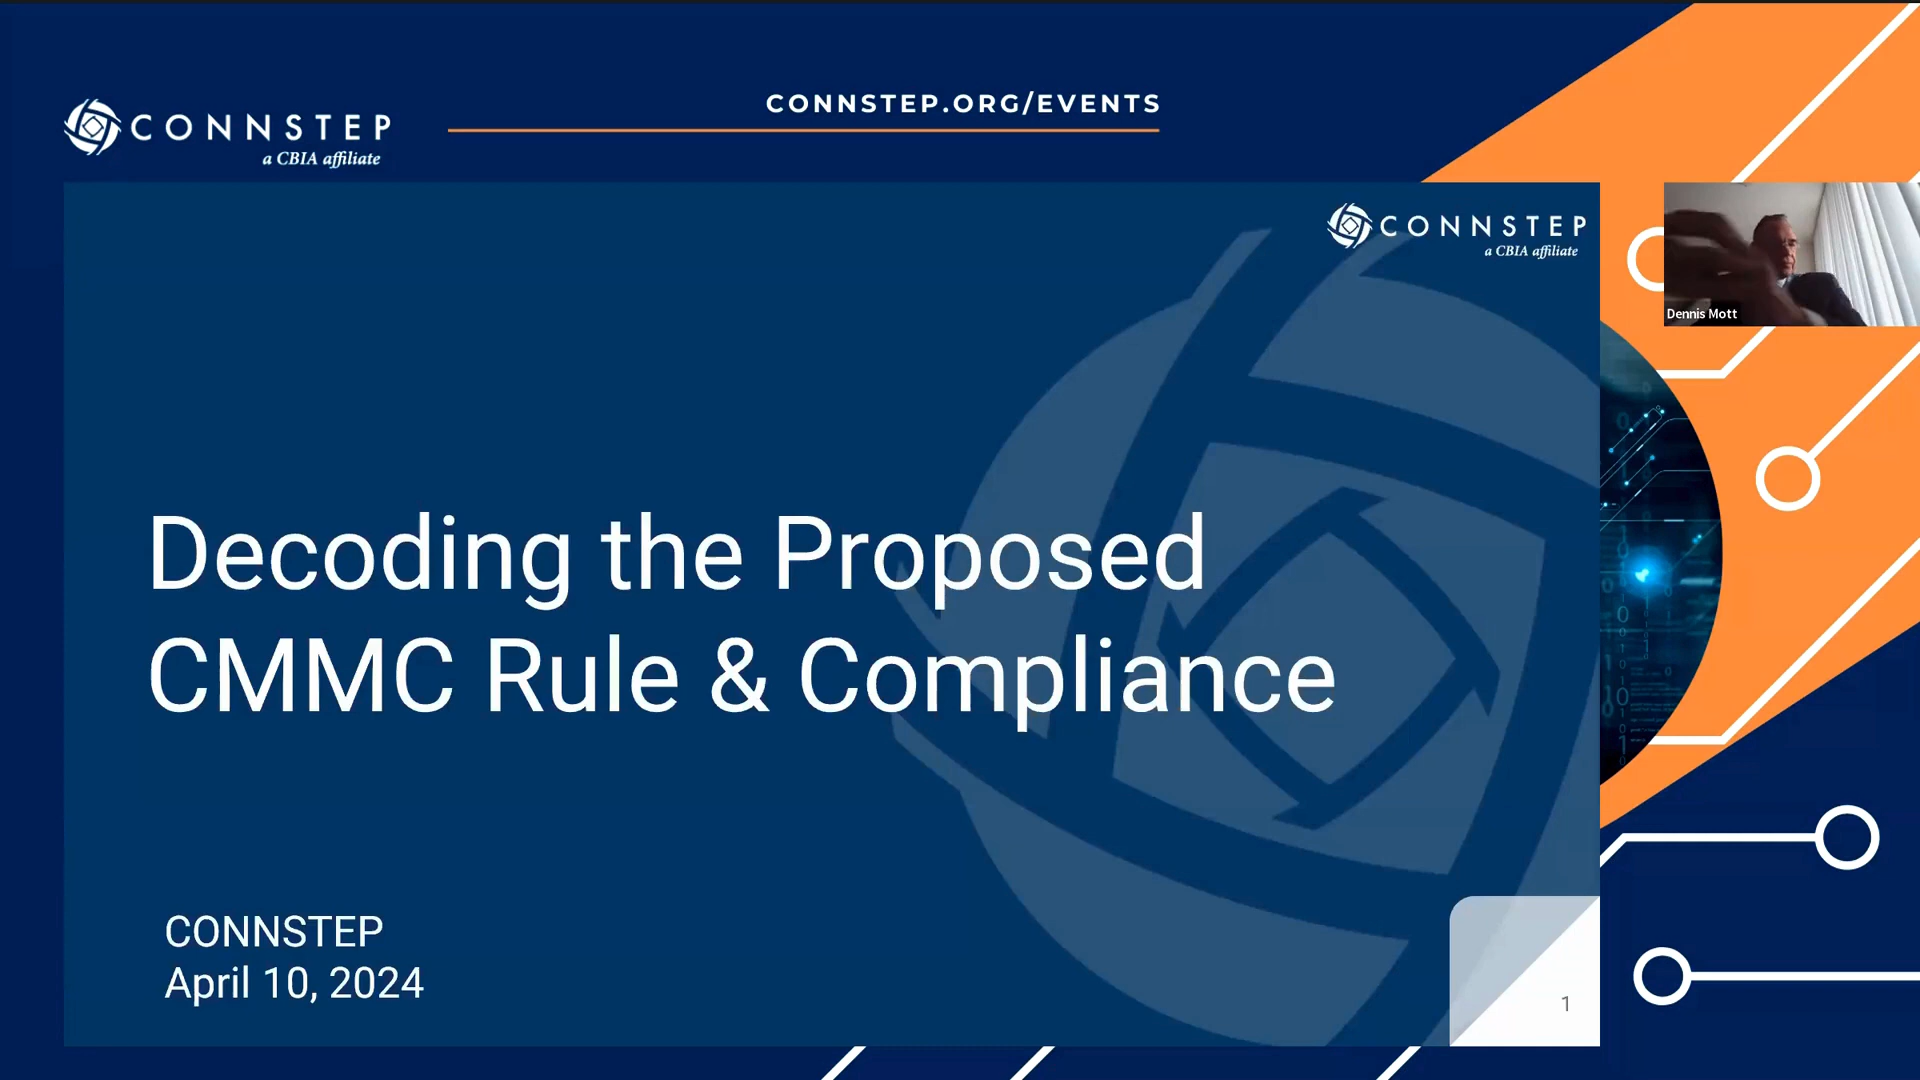 CONNSTEP.ORG/EVENTS
CONNSTEP
a CBIA affiliate
CONNSTEP
a CBIA affiliate
Dennis Mott
Decoding the Proposed
CMMC Rule & Compliance
CONNSTEP
April 10, 2024
1